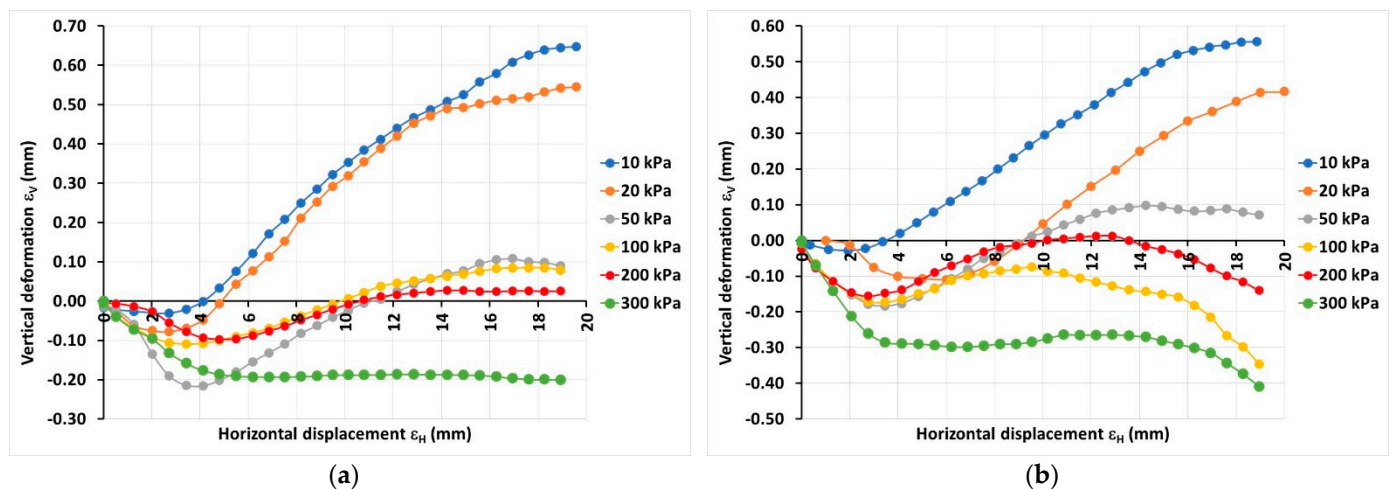 0.70
0.60
0.50
0.40
0.30
0.20
0.10
0.00
-0.10
-0.20
-0.30
Vertical deformation εV (mm)
0 2 4 6 8 10 12 14 16 18 20
Horizontal displacement εH (mm)
10 kPa
20 kPa
50 kPa
100 kPa
200 kPa
300 kPa
(a)
0.60
0.50
0.40
0.30
0.20
0.10
0.00
-0.10
-0.20
-0.30
-0.40
-0.50
Vertical deformation εV (mm)
0 2 4 6 8 10 12 14 16 18 20
Horizontal displacement εH (mm)
10 kPa
20 kPa
50 kPa
100 kPa
200 kPa
300 kPa
(b)